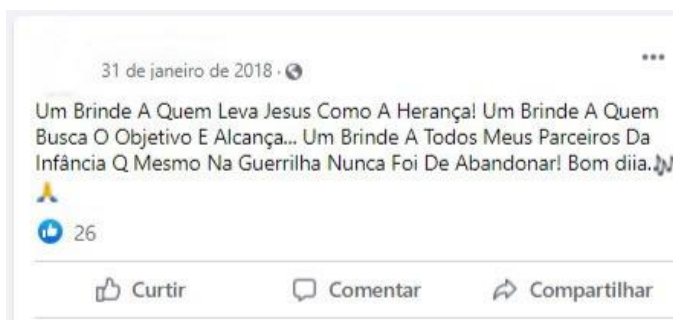 31 de janeiro de 2018 ·
Um Brinde A Quem Leva Jesus Como A Herança! Um Brinde A Quem
Busca O Objetivo E Alcança... Um Brinde A Todos Meus Parceiros Da
Infância Q Mesmo Na Guerrilha Nunca Foi De Abandonar! Bom diia.🎶
🙏
26
Curtir Comentar Compartilhar